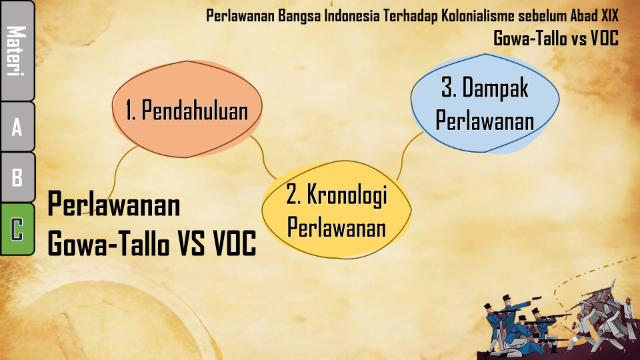 Perlawanan Bangsa Indonesia Terhadap Kolonialisme sebelum Abad XIX
Gowa-Tallo vs VOC
Materi
A
B
C
1. Pendahuluan
2. Kronologi
Perlawanan
3. Dampak
Perlawanan
Perlawanan
Gowa-Tallo VS VOC